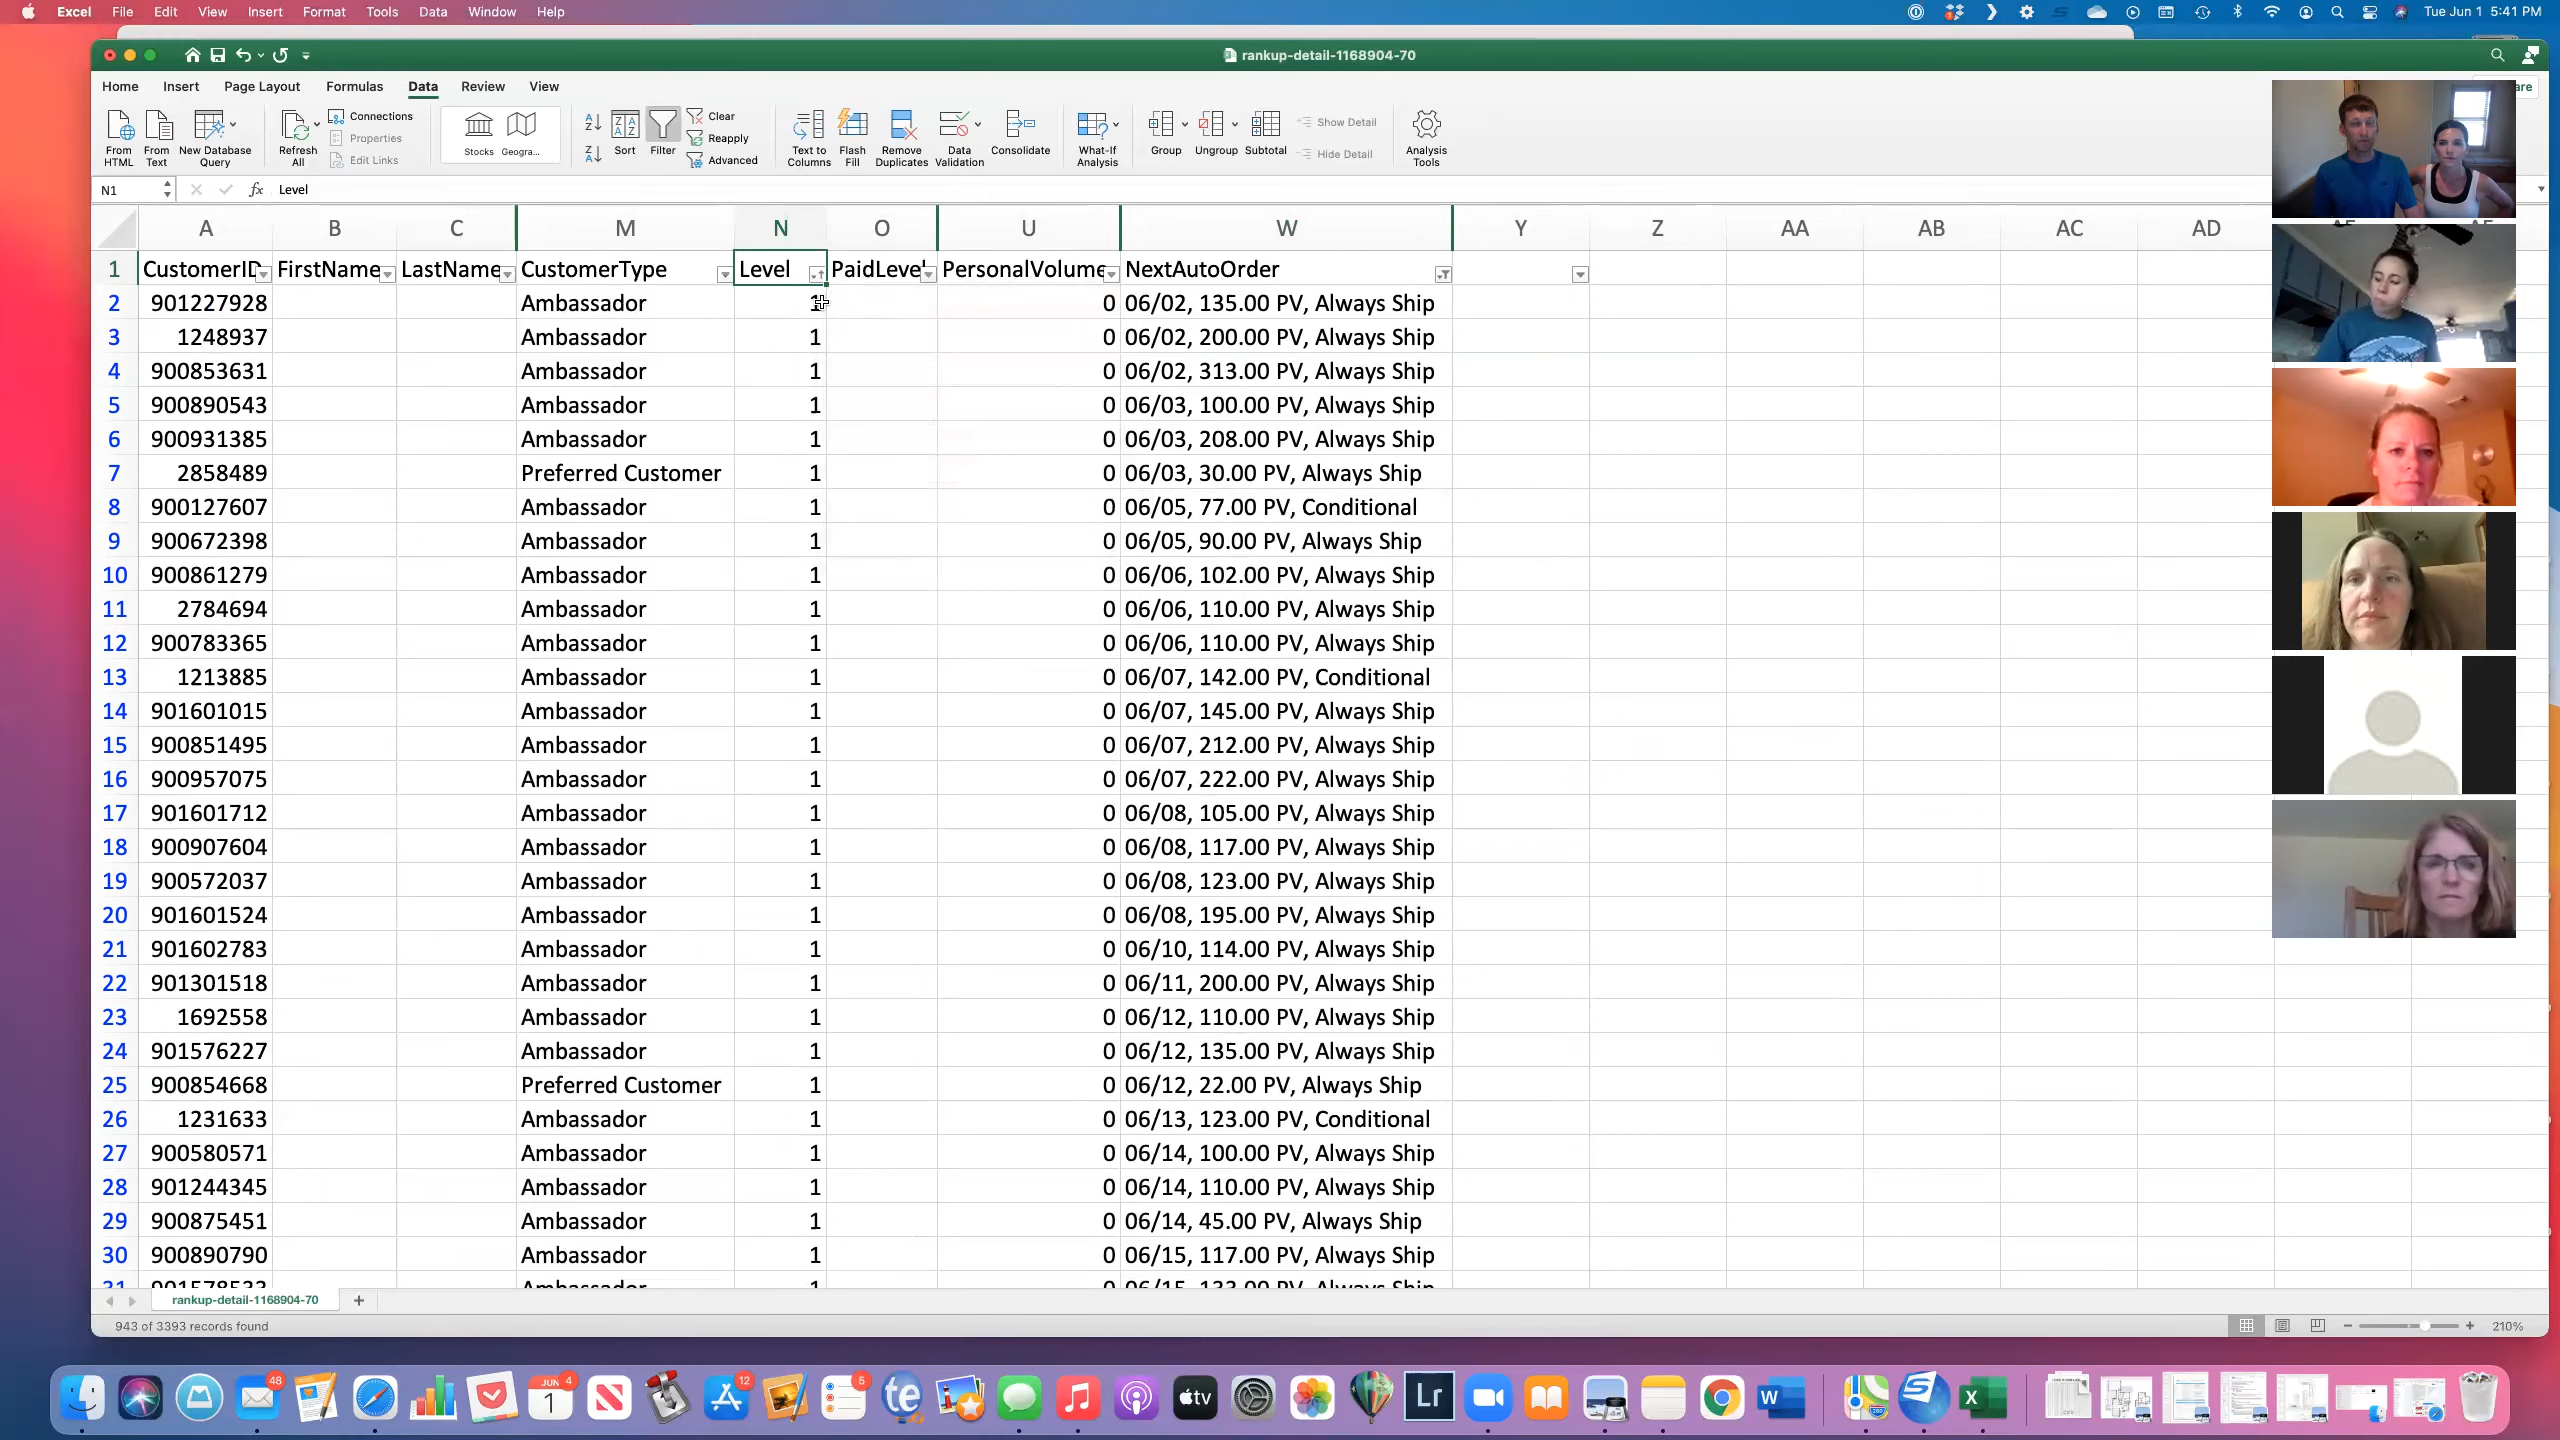 Excel File Edit View Insert Format Tools Data Window Help Tue Jun 1 5:41 PM
rankup-detail-1168904-70
Home Insert Page Layout Formulas Data Review View
From HTML From Text New Database Query Refresh All Connections Properties Edit Links Stocks Geogra... Sort Filter Clear Reapply Advanced Text to Columns Flash Fill Remove Duplicates Data Validation Consolidate What-If Analysis Group Ungroup Subtotal Show Detail Hide Detail Analysis Tools
N1 fx Level
A B C M N O U W Y Z AA AB AC AD
1 CustomerID FirstName LastName CustomerType Level PaidLevel PersonalVolume NextAutoOrder
2 901227928 Ambassador 1 0 06/02, 135.00 PV, Always Ship
3 1248937 Ambassador 1 0 06/02, 200.00 PV, Always Ship
4 900853631 Ambassador 1 0 06/02, 313.00 PV, Always Ship
5 900890543 Ambassador 1 0 06/03, 100.00 PV, Always Ship
6 900931385 Ambassador 1 0 06/03, 208.00 PV, Always Ship
7 2858489 Preferred Customer 1 0 06/03, 30.00 PV, Always Ship
8 900127607 Ambassador 1 0 06/05, 77.00 PV, Conditional
9 900672398 Ambassador 1 0 06/05, 90.00 PV, Always Ship
10 900861279 Ambassador 1 0 06/06, 102.00 PV, Always Ship
11 2784694 Ambassador 1 0 06/06, 110.00 PV, Always Ship
12 900783365 Ambassador 1 0 06/06, 110.00 PV, Always Ship
13 1213885 Ambassador 1 0 06/07, 142.00 PV, Conditional
14 901601015 Ambassador 1 0 06/07, 145.00 PV, Always Ship
15 900851495 Ambassador 1 0 06/07, 212.00 PV, Always Ship
16 900957075 Ambassador 1 0 06/07, 222.00 PV, Always Ship
17 901601712 Ambassador 1 0 06/08, 105.00 PV, Always Ship
18 900907604 Ambassador 1 0 06/08, 117.00 PV, Always Ship
19 900572037 Ambassador 1 0 06/08, 123.00 PV, Always Ship
20 901601524 Ambassador 1 0 06/08, 195.00 PV, Always Ship
21 901602783 Ambassador 1 0 06/10, 114.00 PV, Always Ship
22 901301518 Ambassador 1 0 06/11, 200.00 PV, Always Ship
23 1692558 Ambassador 1 0 06/12, 110.00 PV, Always Ship
24 901576227 Ambassador 1 0 06/12, 135.00 PV, Always Ship
25 900854668 Preferred Customer 1 0 06/12, 22.00 PV, Always Ship
26 1231633 Ambassador 1 0 06/13, 123.00 PV, Conditional
27 900580571 Ambassador 1 0 06/14, 100.00 PV, Always Ship
28 901244345 Ambassador 1 0 06/14, 110.00 PV, Always Ship
29 900875451 Ambassador 1 0 06/14, 45.00 PV, Always Ship
30 900890790 Ambassador 1 0 06/15, 117.00 PV, Always Ship
rankup-detail-1168904-70
943 of 3393 records found 210%
48 JUN 1 4 12 5 te tv Lr W S X